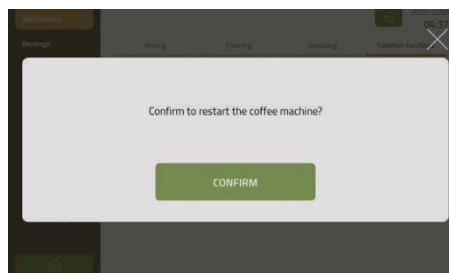 Maintenance
04:37
Beverage
Rinsing
Cleaning
Descaling
Common function
Confirm to restart the coffee machine?
CONFIRM